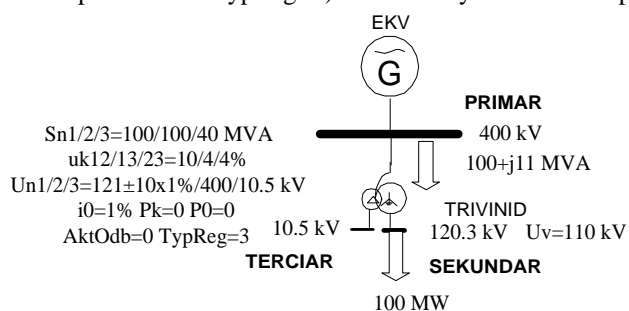 EKV
G
PRIMAR
Sn1/2/3=100/100/40 MVA
400 kV
uk12/13/23=10/4/4%
100+j11 MVA
Un1/2/3=121±10x1%/400/10.5 kV
i0=1% Pk=0 P0=0
TRIVINID
AktOdb=0 TypReg=3
10.5 kV
120.3 kV Uv=110 kV
TERCIAR
SEKUNDAR
100 MW